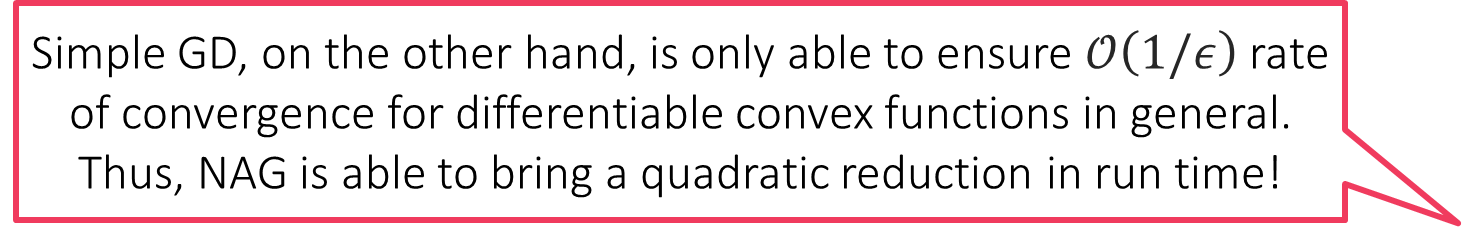 Simple GD, on the other hand, is only able to ensure 𝒪(1/𝜖) rate
of convergence for differentiable convex functions in general.
Thus, NAG is able to bring a quadratic reduction in run time!